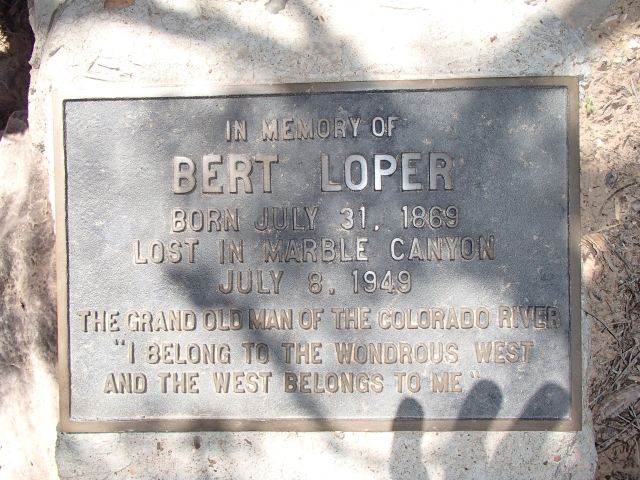 IN MEMORY OF
BERT LOPER
BORN JULY 31, 1869
LOST IN MARBLE CANYON
JULY 8, 1949
THE GRAND OLD MAN OF THE COLORADO RIVER
"I BELONG TO THE WONDROUS WEST
AND THE WEST BELONGS TO ME"